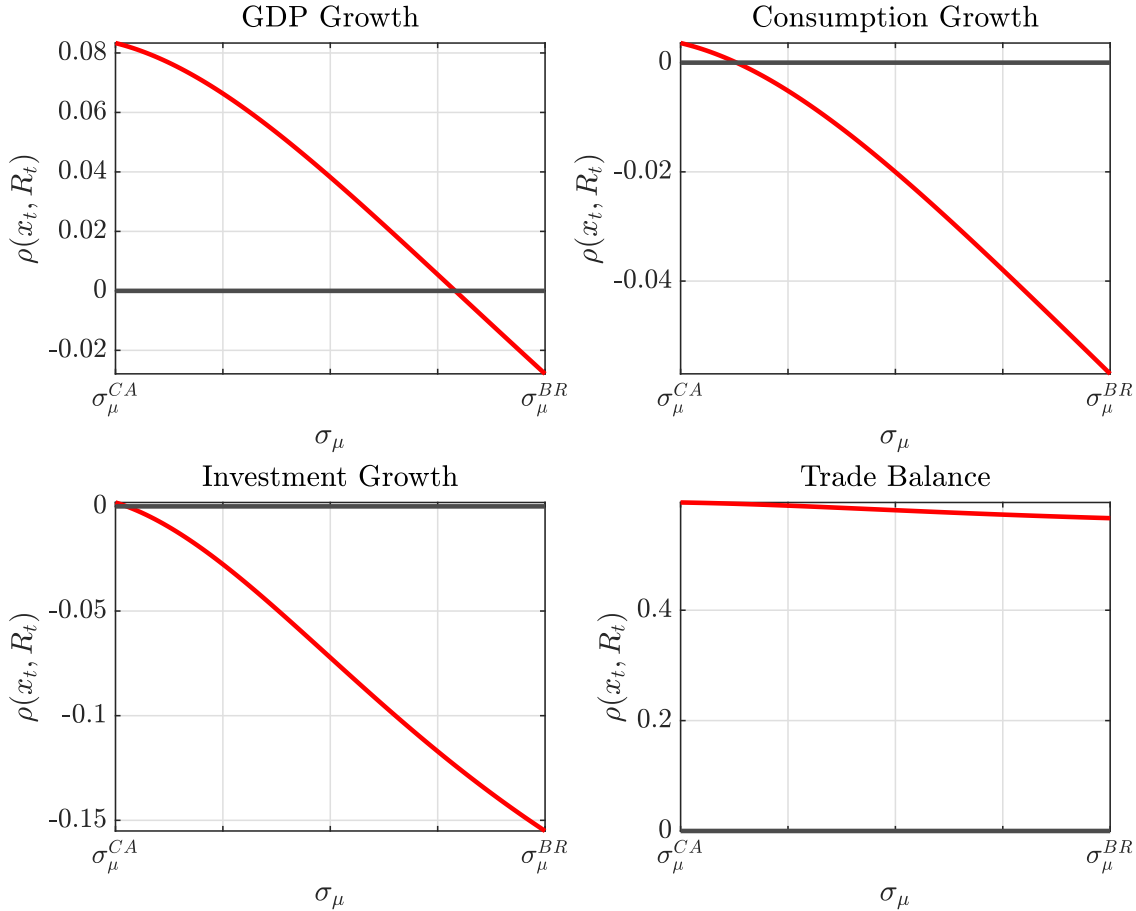 GDP Growth
ρ(x_t, R_t)
0.08
0.06
0.04
0.02
0
-0.02
σ_μ^{CA}
σ_μ^{BR}
σ_μ
Consumption Growth
ρ(x_t, R_t)
0
-0.02
-0.04
σ_μ^{CA}
σ_μ^{BR}
σ_μ
Investment Growth
ρ(x_t, R_t)
0
-0.05
-0.1
-0.15
σ_μ^{CA}
σ_μ^{BR}
σ_μ
Trade Balance
ρ(x_t, R_t)
0.4
0.2
0
σ_μ^{CA}
σ_μ^{BR}
σ_μ